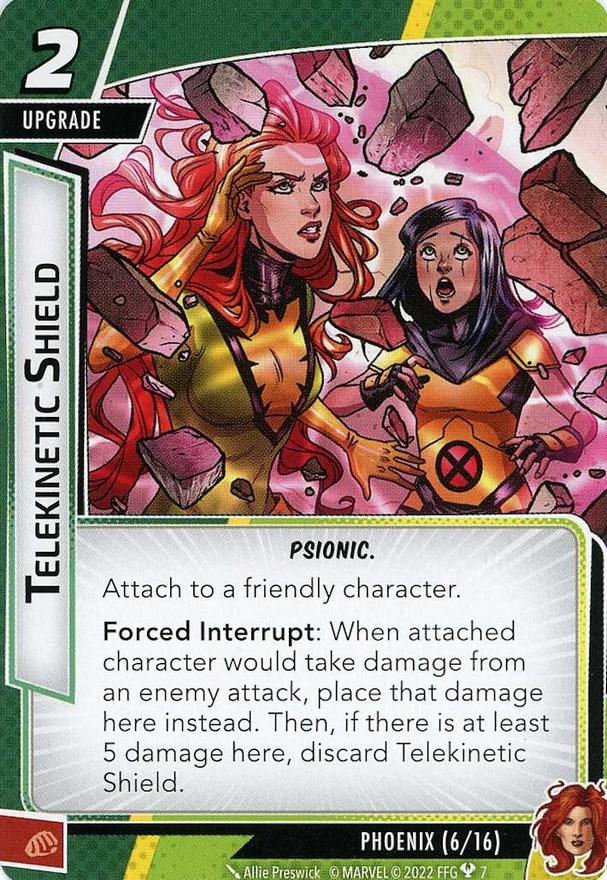 2
UPGRADE
TELEKINETIC SHIELD
PSIONIC.
Attach to a friendly character.
Forced Interrupt: When attached
character would take damage from
an enemy attack, place that damage
here instead. Then, if there is at least
5 damage here, discard Telekinetic
Shield.
PHOENIX (6/16)
Allie Preswick © MARVEL © 2022 FFG 7